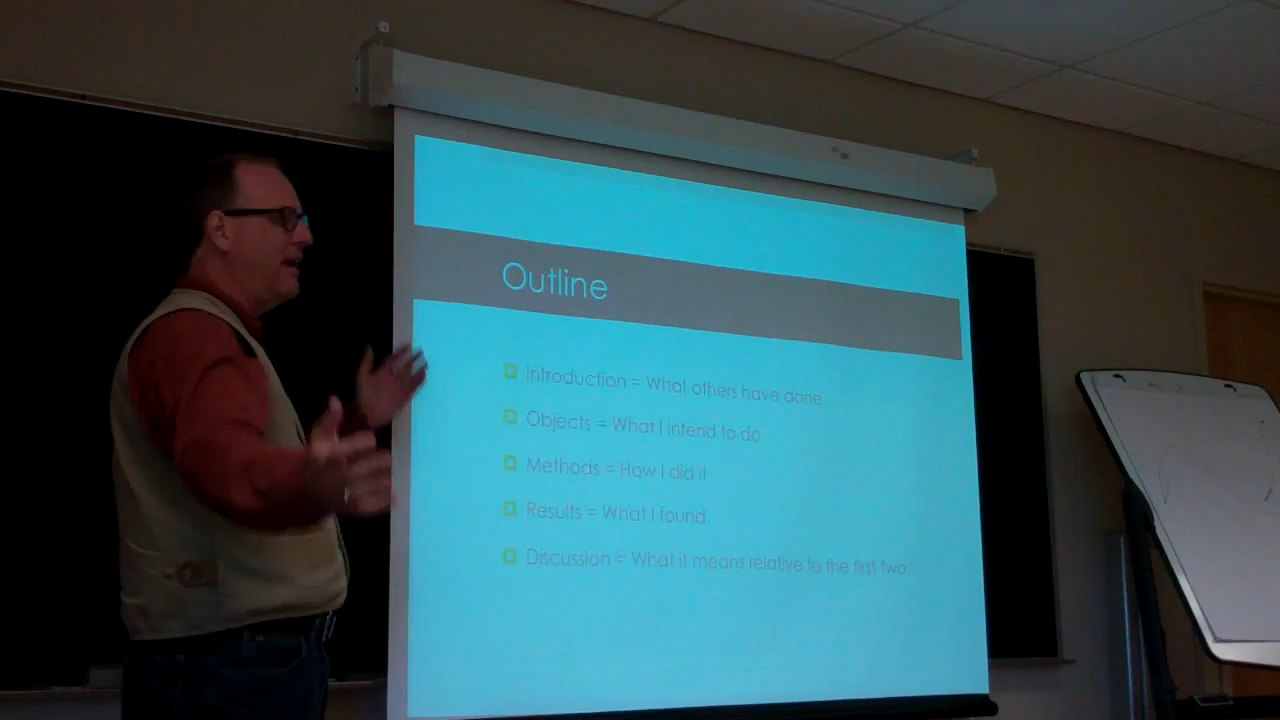 Outline
Introduction = What others have done.
Objects = What I intend to do
Methods = How I did it
Results = What I found
Discussion = What it means relative to the first two.